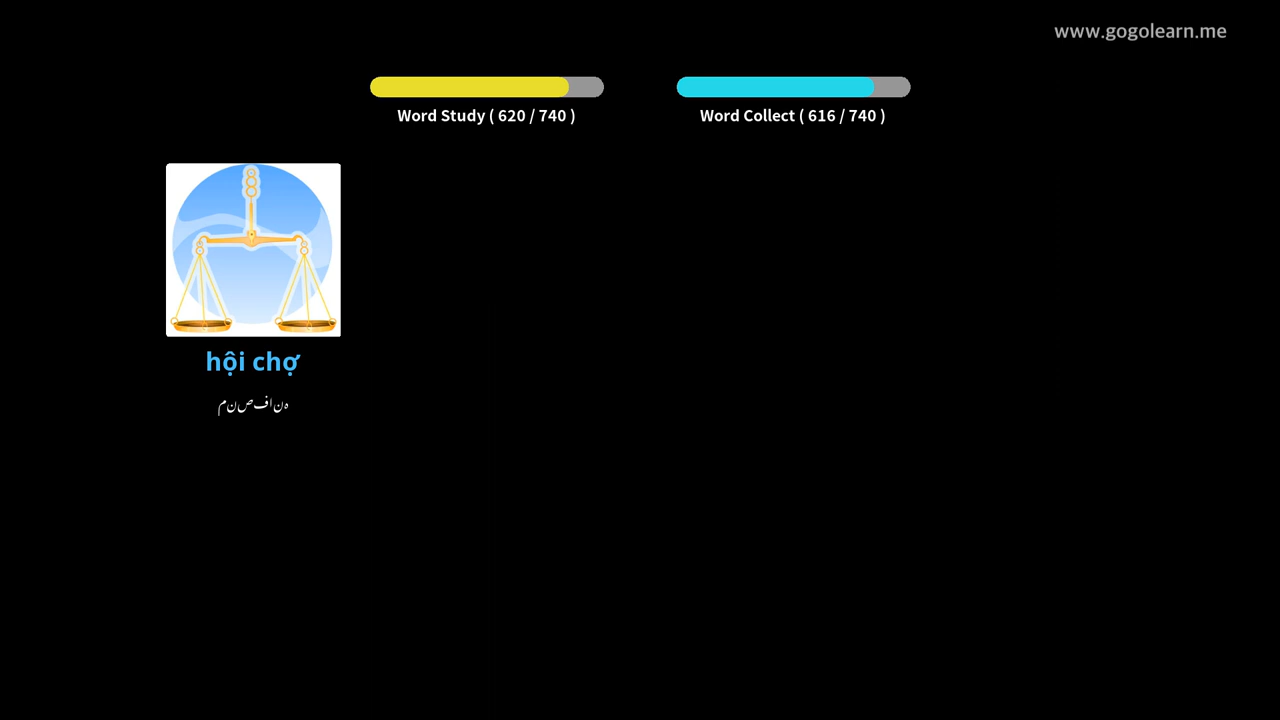 www.gogolearn.me
Word Study ( 620 / 740 )
Word Collect ( 616 / 740 )
hội chợ
منصفانہ